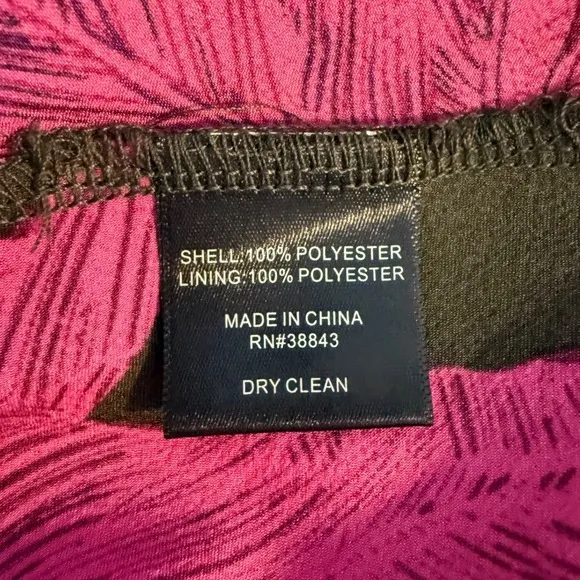 SHELL:100% POLYESTER
LINING:100% POLYESTER
MADE IN CHINA
RN#38843
DRY CLEAN